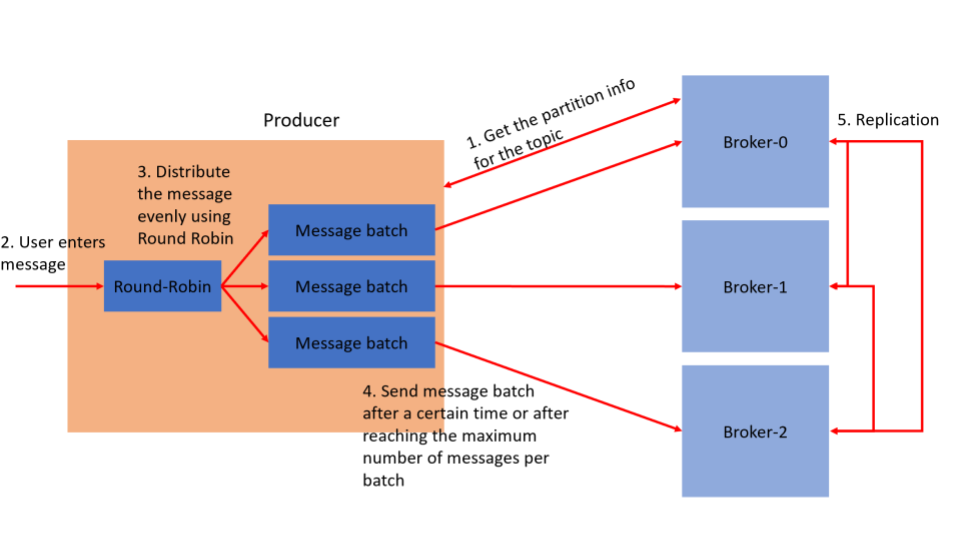 Producer
1. Get the partition info
for the topic
5. Replication
Broker-0
3. Distribute
the message
evenly using
Round Robin
2. User enters
message
Message batch
Round-Robin
Message batch
Broker-1
Message batch
4. Send message batch
after a certain time or after
reaching the maximum
number of messages per
batch
Broker-2